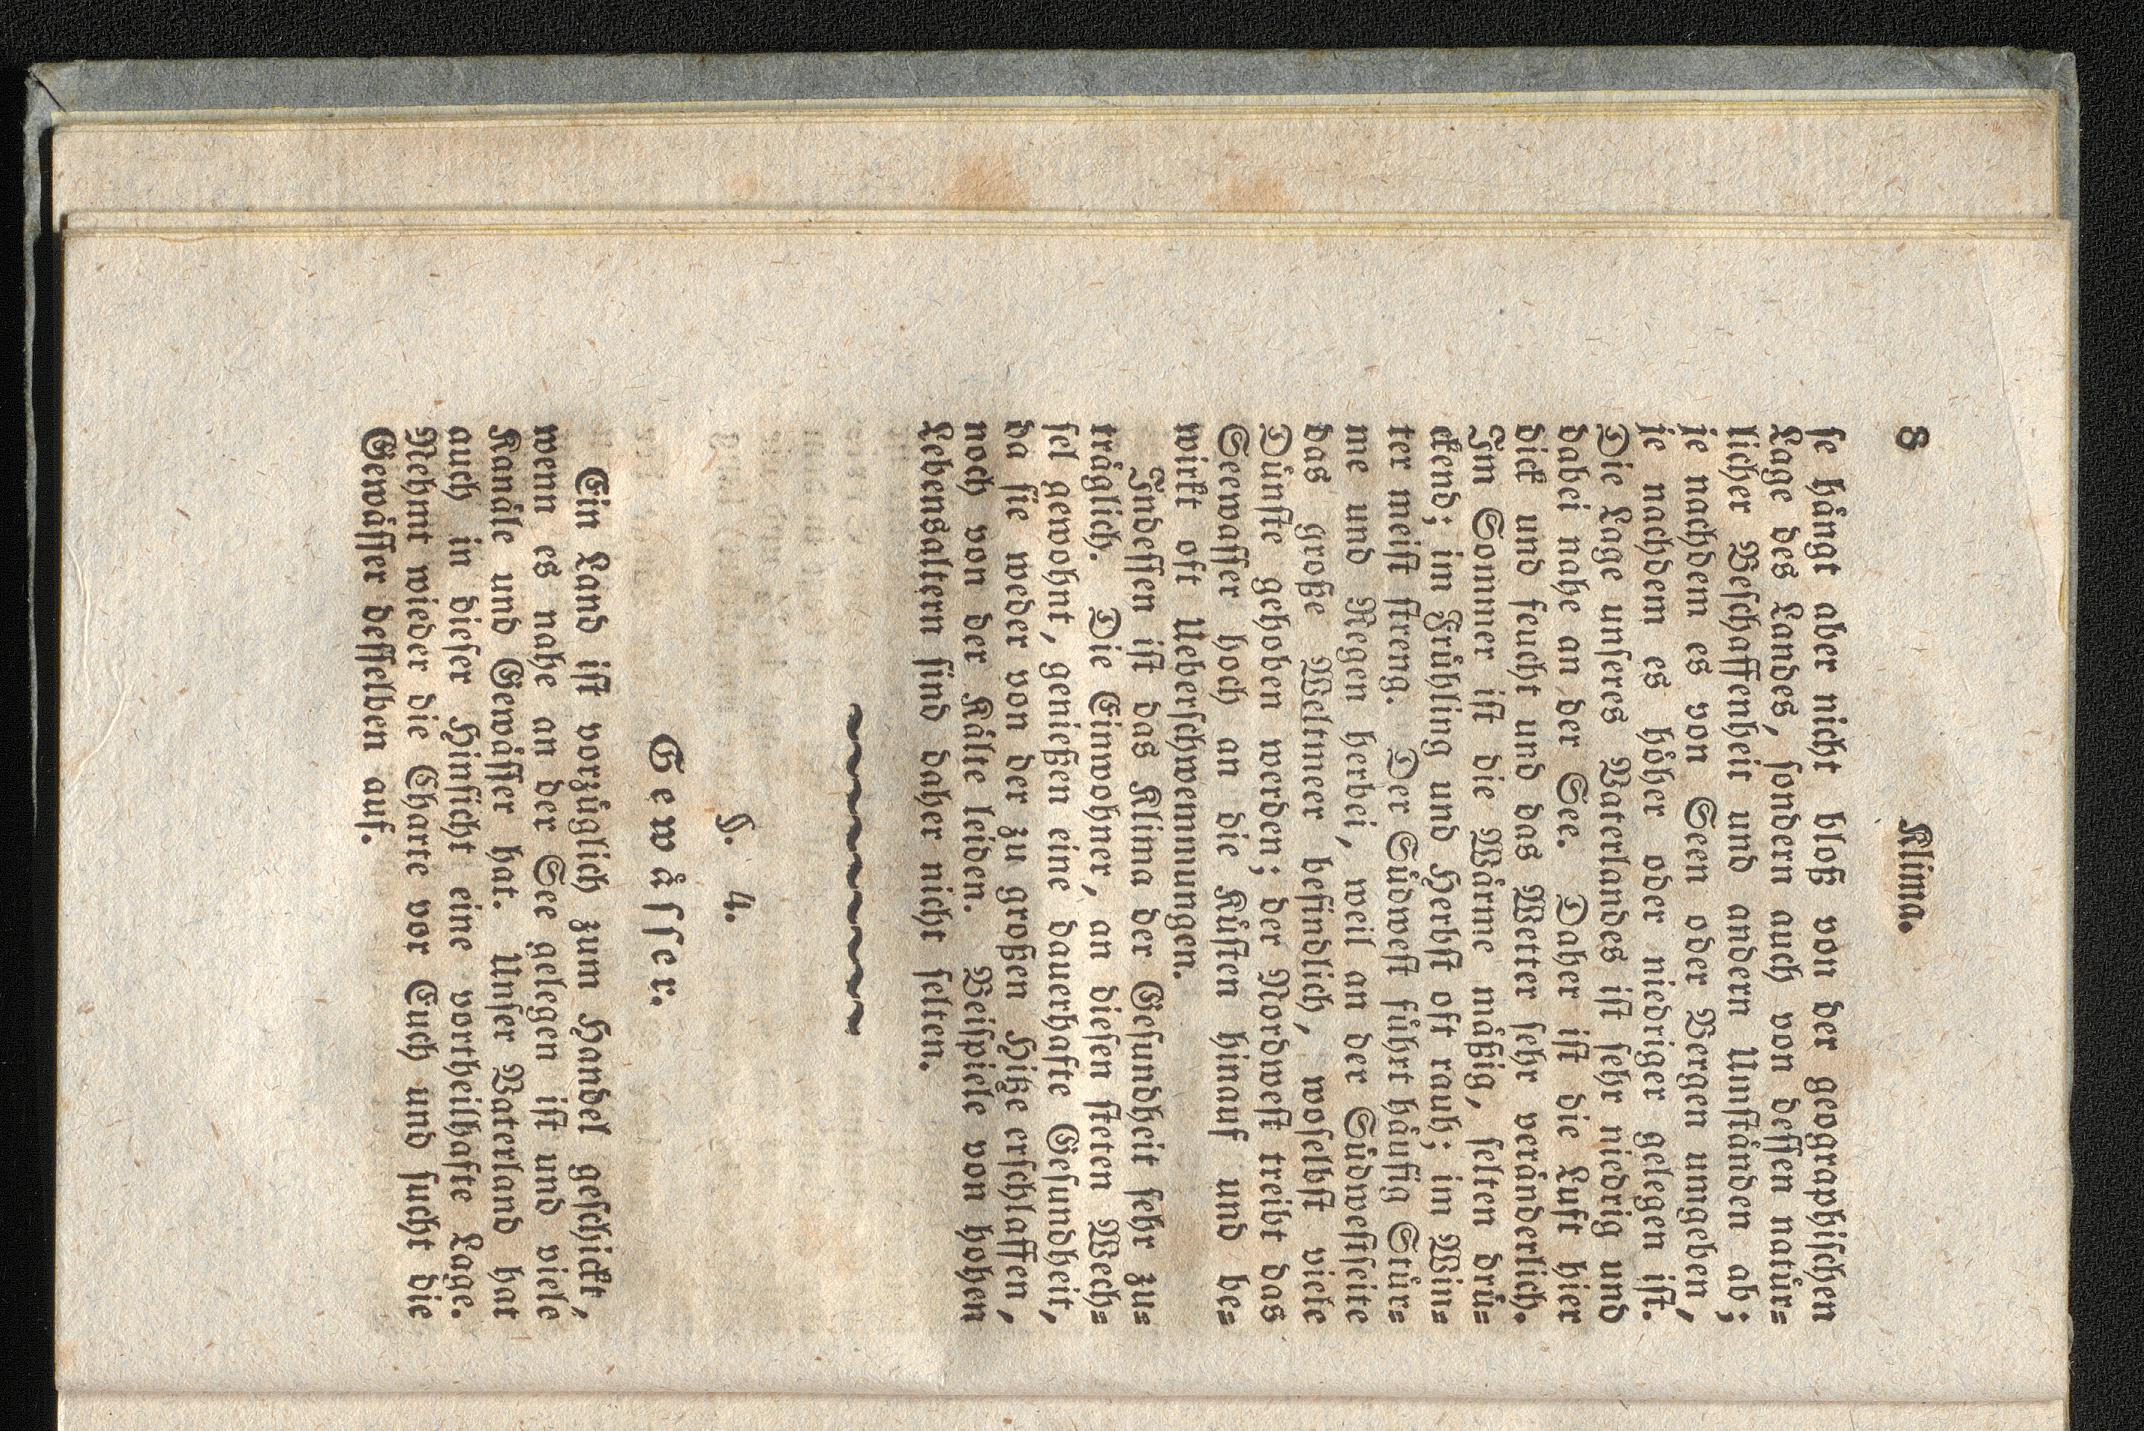 8 Klima.
ſe hängt aber nicht bloß von der geographiſchen
Lage des Landes, ſondern auch von deſſen natür⸗
licher Beſchaffenheit und andern Umſtänden ab;
je nachdem es von Seen oder Bergen umgeben,
je nachdem es höher oder niedriger gelegen iſt.
Die Lage unſeres Vaterlandes iſt ſehr niedrig und
dabei nahe an der See. Daher iſt die Luft hier
dick und feucht und das Wetter ſehr veränderlich.
Im Sommer iſt die Wärme mäßig, ſelten drü⸗
ckend; im Frühling und Herbſt oft rauh; im Win⸗
ter meiſt ſtreng. Der Südweſt führt häufig Stür⸗
me und Regen herbei, weil an der Südweſtſeite
das große Weltmeer befindlich, woſelbſt viele
Dünſte gehoben werden; der Nordweſt treibt das
Seewaſſer hoch an die Küſten hinauf und be⸗
wirkt oft Ueberſchwemmungen.
Indeſſen iſt das Klima der Geſundheit ſehr zu⸗
träglich. Die Einwohner, an dieſen ſteten Wech⸗
ſel gewohnt, genießen eine dauerhafte Geſundheit,
da ſie weder von der zu großen Hitze erſchlaffen,
noch von der Kälte leiden. Beiſpiele von hohen
Lebensaltern ſind daher nicht ſelten.
§. 4.
Gewäſſer.
Ein Land iſt vorzüglich zum Handel geſchickt,
wenn es nahe an der See gelegen iſt und viele
Kanäle und Gewäſſer hat. Unſer Vaterland hat
auch in dieſer Hinſicht eine vortheilhafte Lage.
Nehmt wieder die Charte vor Euch und ſucht die
Gewäſſer deſſelben auf.